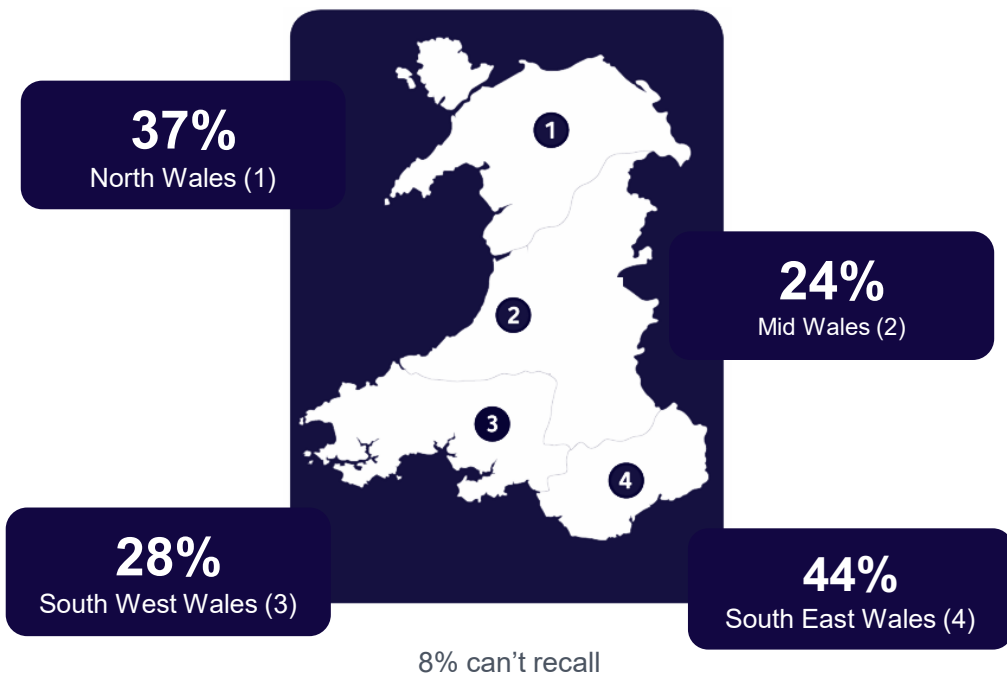 37%
North Wales (1)
1
24%
Mid Wales (2)
2
3
4
28%
South West Wales (3)
44%
South East Wales (4)
8% can’t recall